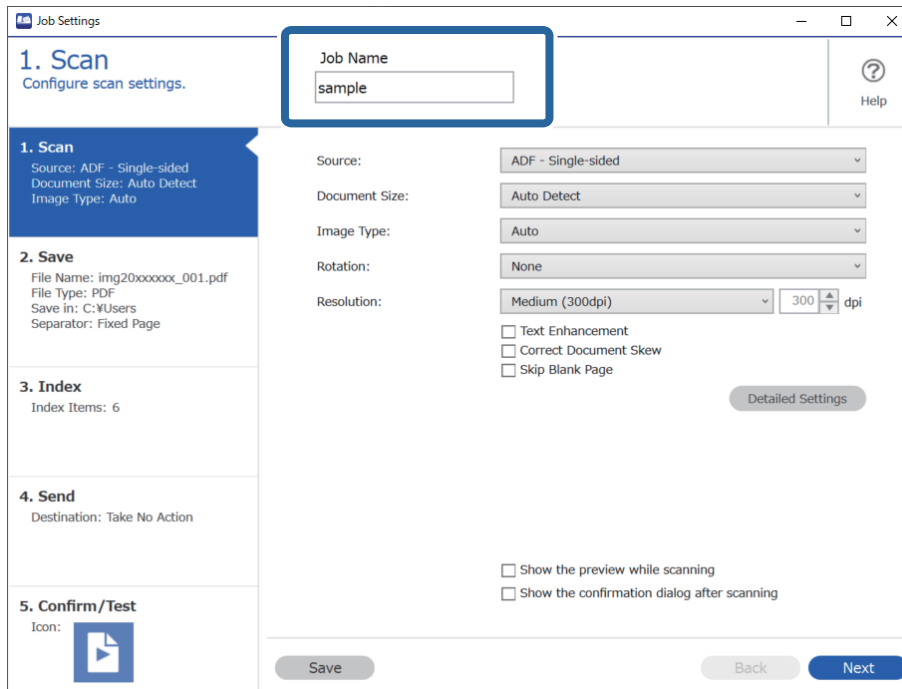 Job Settings
1. Scan
Configure scan settings.
Job Name
sample
Help
1. Scan
Source: ADF - Single-sided
Document Size: Auto Detect
Image Type: Auto
2. Save
File Name: img20xxxxxx_001.pdf
File Type: PDF
Save in: C:¥Users
Separator: Fixed Page
3. Index
Index Items: 6
4. Send
Destination: Take No Action
5. Confirm/Test
Icon:
Source: ADF - Single-sided
Document Size: Auto Detect
Image Type: Auto
Rotation: None
Resolution: Medium (300dpi) 300 dpi
Text Enhancement
Correct Document Skew
Skip Blank Page
Detailed Settings
Show the preview while scanning
Show the confirmation dialog after scanning
Save Back Next